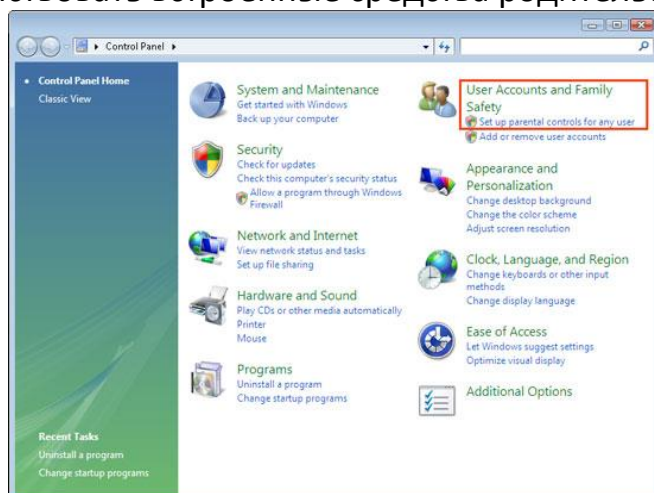 встроенные средства
Control Panel
Control Panel Home
Classic View
System and Maintenance
Get started with Windows
Back up your computer
Security
Check for updates
Check this computer's security status
Allow a program through Windows
Firewall
Network and Internet
View network status and tasks
Set up file sharing
Hardware and Sound
Play CDs or other media automatically
Printer
Mouse
Programs
Uninstall a program
Change startup programs
User Accounts and Family
Safety
Set up parental controls for any user
Add or remove user accounts
Appearance and
Personalization
Change desktop background
Change the color scheme
Adjust screen resolution
Clock, Language, and Region
Change keyboards or other input
methods
Change display language
Ease of Access
Let Windows suggest settings
Optimize visual display
Additional Options
Recent Tasks
Uninstall a program
Change startup programs